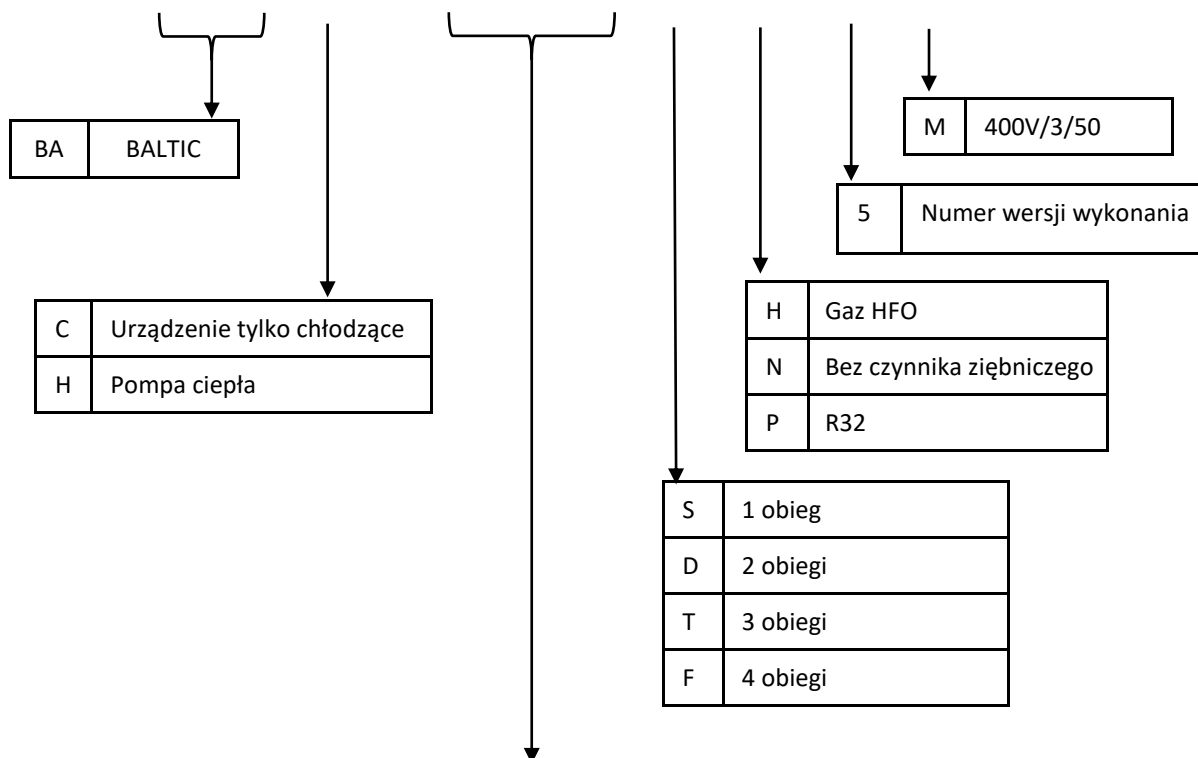 M 400V/3/50
BA BALTIC
5 Numer wersji wykonania
C Urządzenie tylko chłodzące
H Pompa ciepła
H Gaz HFO
N Bez czynnika ziębniczego
P R32
S 1 obieg
D 2 obiegi
T 3 obiegi
F 4 obiegi